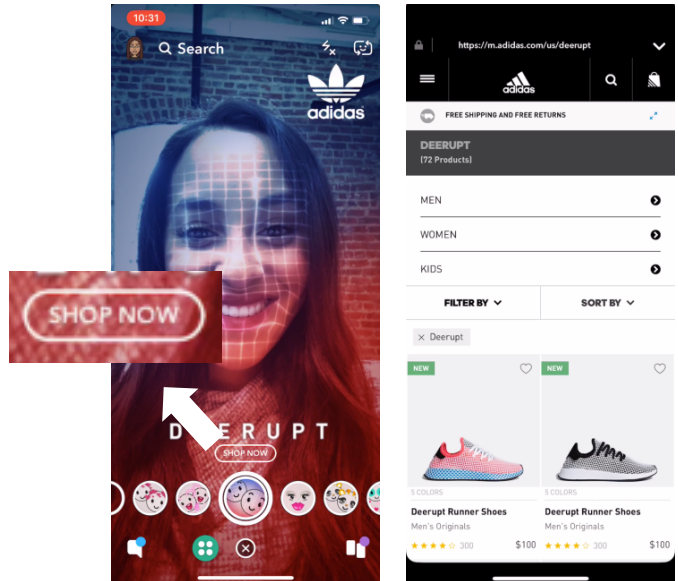 10:31
Search
adidas
SHOP NOW
DEERUPT
SHOP NOW
https://m.adidas.com/us/deerupt
adidas
FREE SHIPPING AND FREE RETURNS
DEERUPT
(72 Products)
MEN
WOMEN
KIDS
FILTER BY
SORT BY
× Deerupt
NEW
NEW
5 COLORS
5 COLORS
Deerupt Runner Shoes
Deerupt Runner Shoes
Men's Originals
Men's Originals
300 $100
300 $100